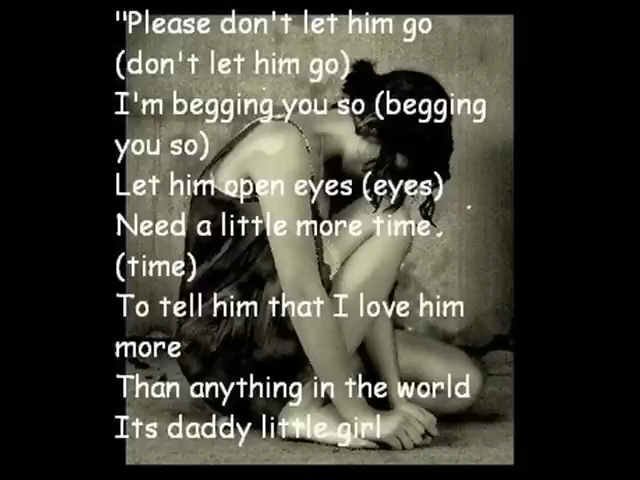 "Please don't let him go
(don't let him go)
I'm begging you so (begging
you so)
Let him open eyes (eyes)
Need a little more time.
(time)
To tell him that I love him
more
Than anything in the world
Its daddy little girl